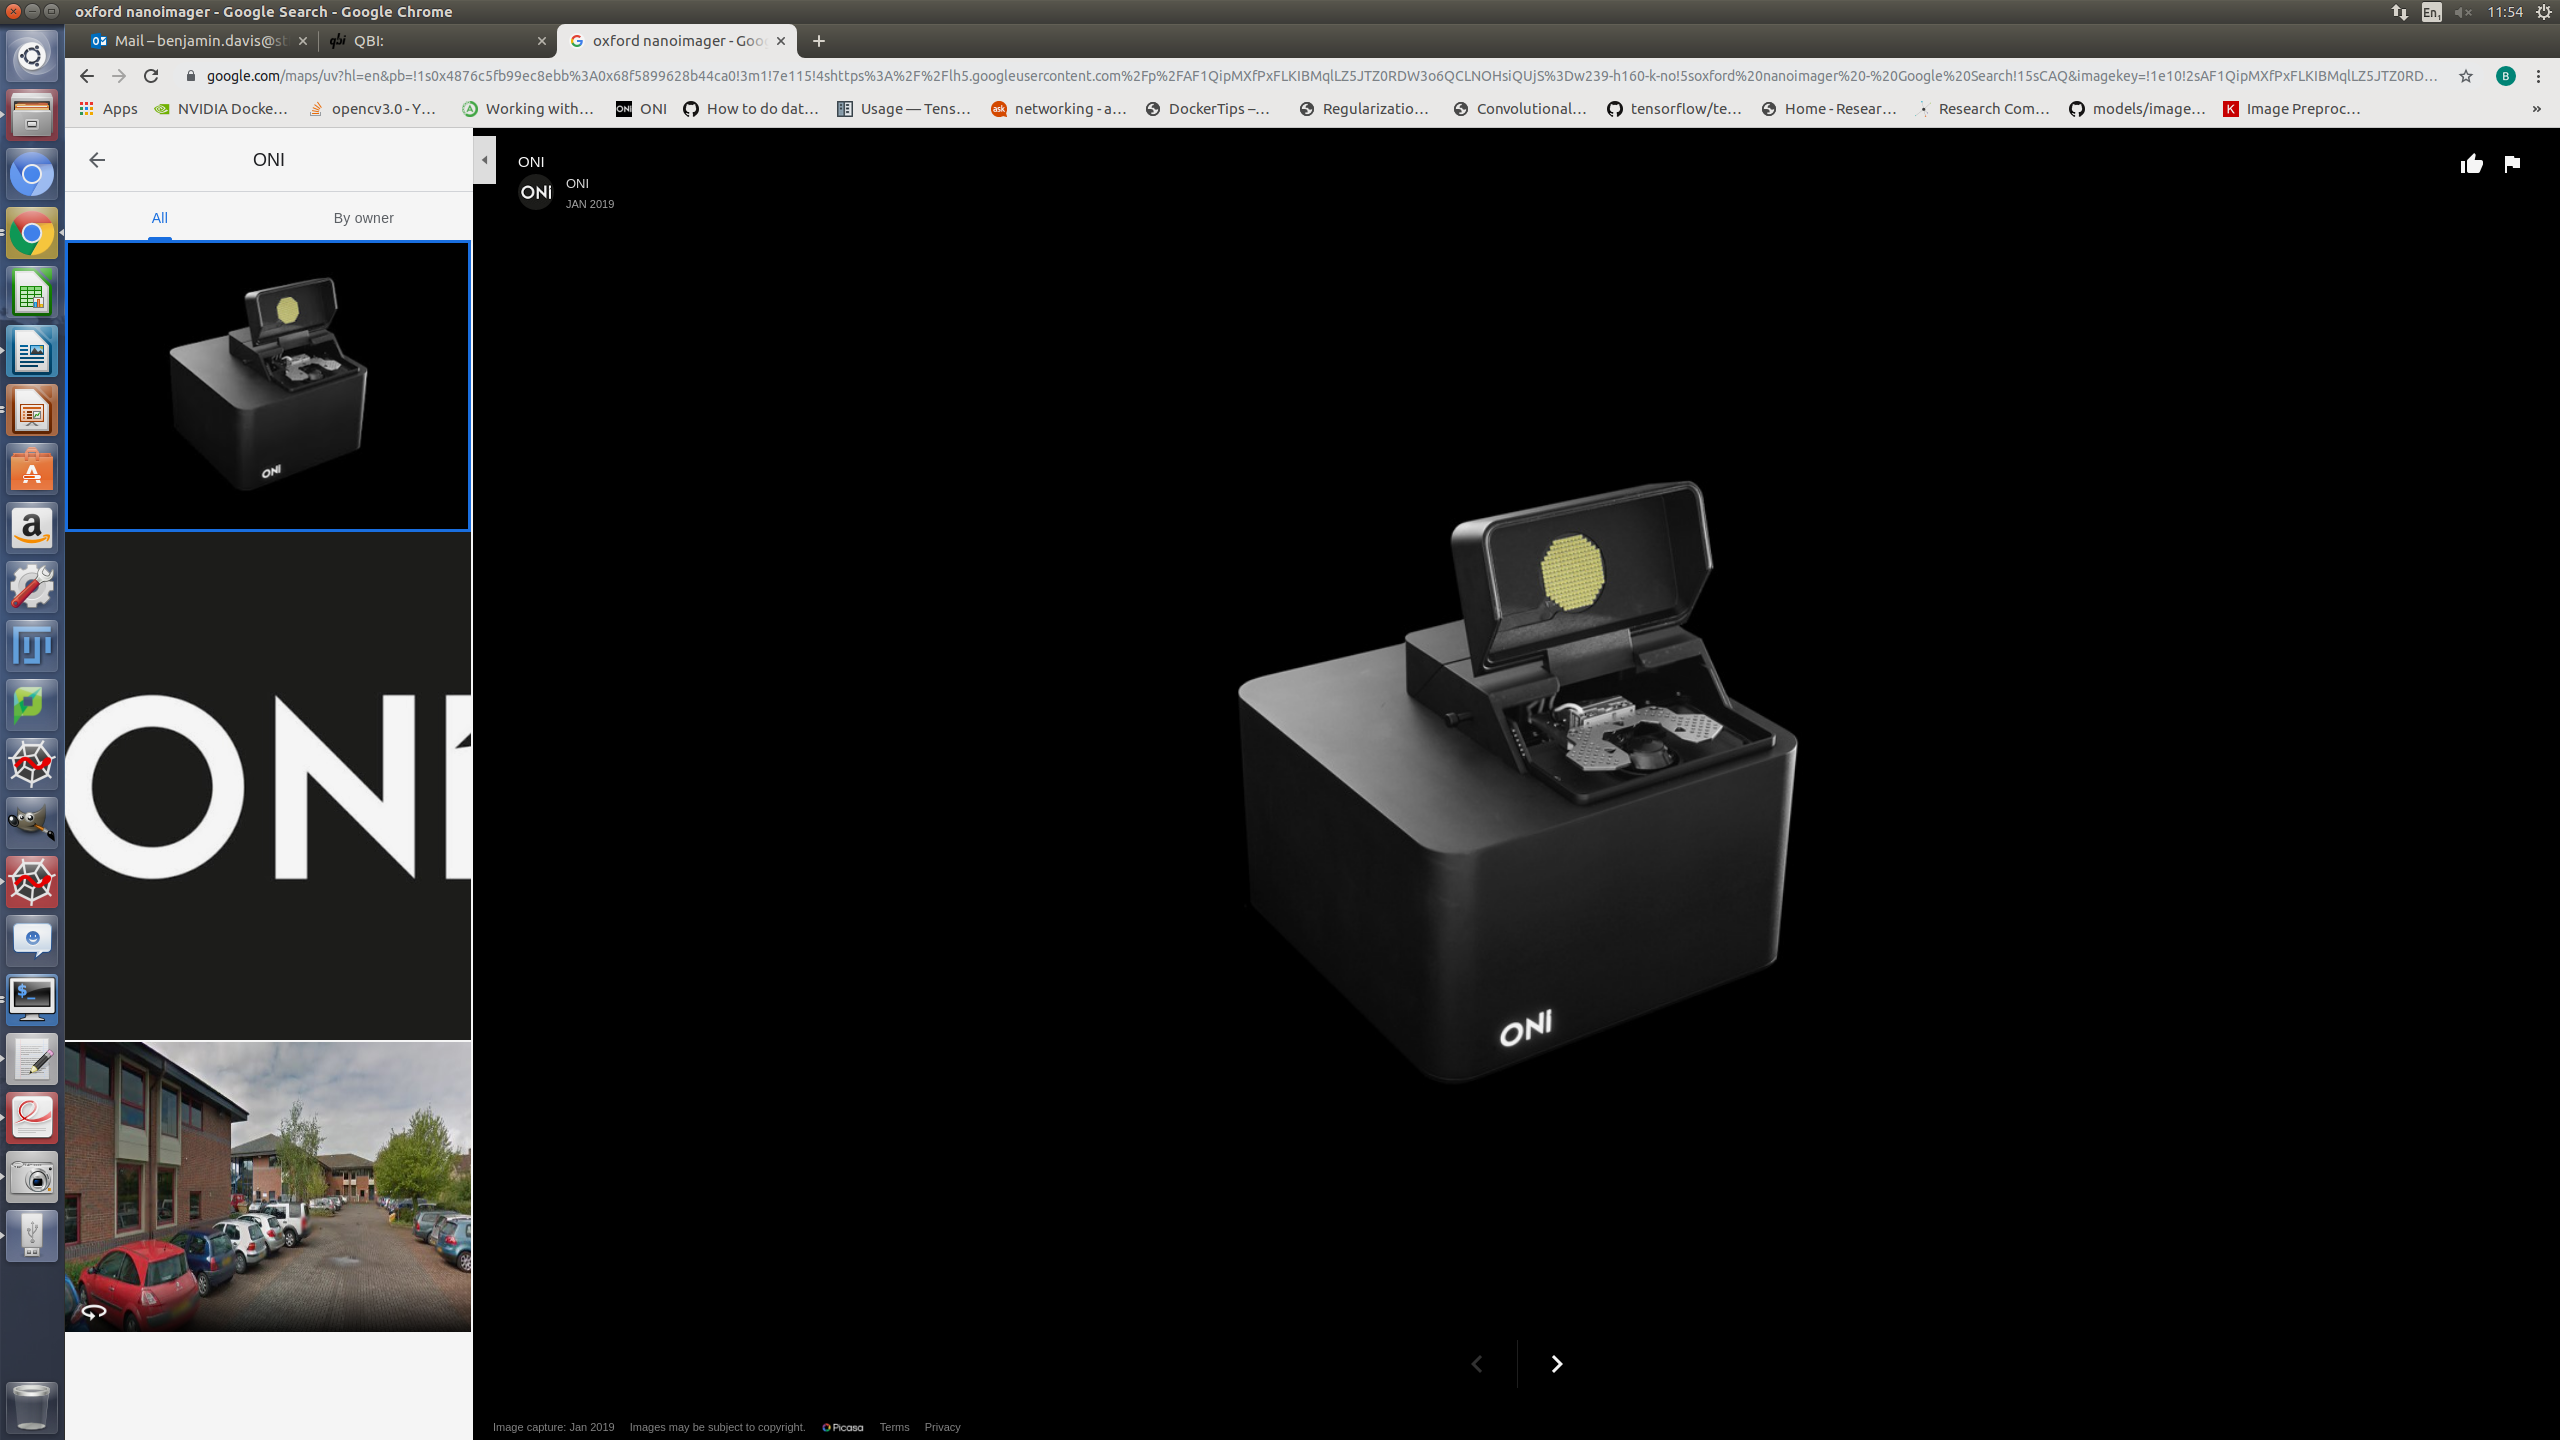 oxford nanoimager - Google Search - Google Chrome
En1
11:54
Mail – benjamin.davis@st
QBI:
oxford nanoimager - Goo
google.com/maps/uv?hl=en&pb=!1s0x4876c5fb99ec8ebb%3A0x68f5899628b44ca0!3m1!7e115!4shttps%3A%2F%2Flh5.googleusercontent.com%2Fp%2FAF1QipMXfPxFLKIBMqlLZ5JTZ0RDW3o6QCLNOHsiQUjS%3Dw239-h160-k-no!5soxford%20nanoimager%20-%20Google%20Search!15sCAQ&imagekey=!1e10!2sAF1QipMXfPxFLKIBMqlLZ5JTZ0RD...
B
Apps
NVIDIA Docke...
opencv3.0 - Y...
Working with...
ONI
How to do dat...
Usage — Tens...
networking - a...
DockerTips –...
Regularizatio...
Convolutional...
tensorflow/te...
Home - Resear...
Research Com...
models/image...
Image Preproc...
»
ONI
All
By owner
ONI
ONI
ONI
ONI
ONI
JAN 2019
ONI
Image capture: Jan 2019 Images may be subject to copyright. Picasa Terms Privacy